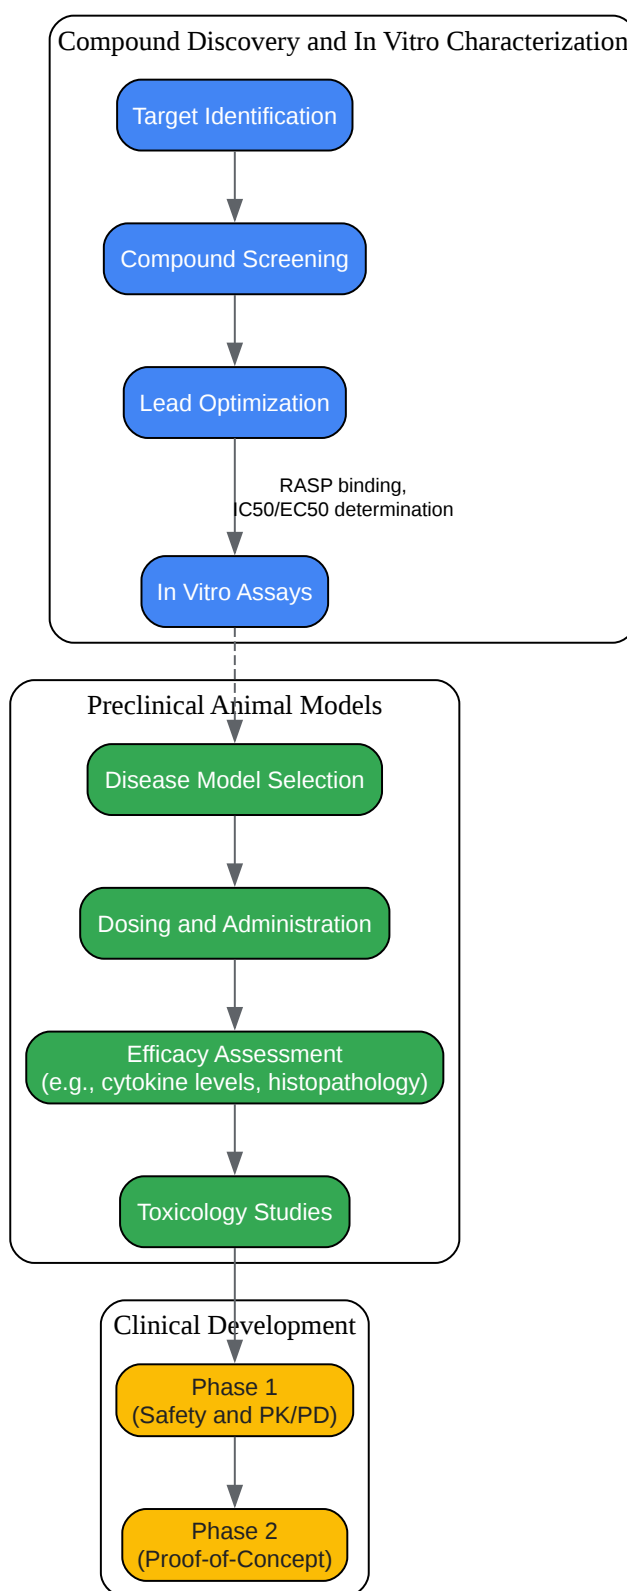 Compound Discovery and In Vitro Characterization
Target Identification
Compound Screening
Lead Optimization
RASP binding,
IC50/EC50 determination
In Vitro Assays
Preclinical Animal Models
Disease Model Selection
Dosing and Administration
Efficacy Assessment
(e.g., cytokine levels, histopathology)
Toxicology Studies
Clinical Development
Phase 1
(Safety and PK/PD)
Phase 2
(Proof-of-Concept)